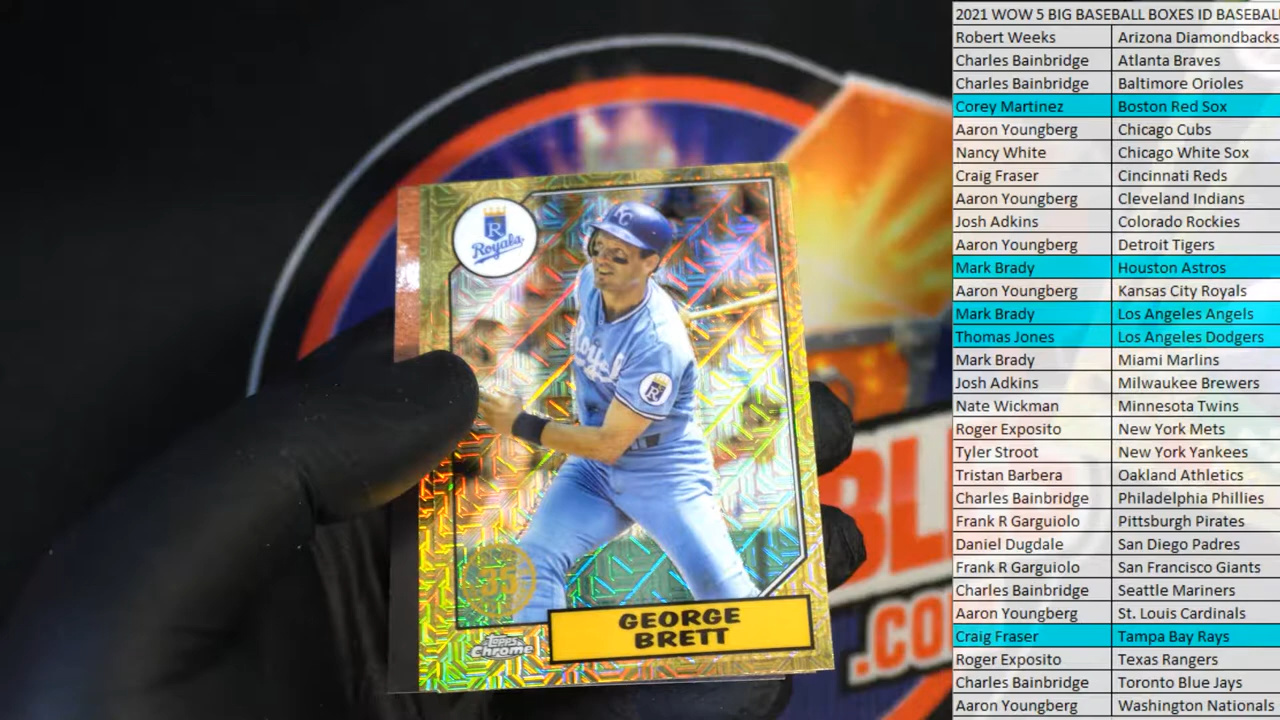 2021 WOW 5 BIG BASEBALL BOXES ID BASEBAL
Robert Weeks Arizona Diamondbacks
Charles Bainbridge Atlanta Braves
Charles Bainbridge Baltimore Orioles
Corey Martinez Boston Red Sox
Aaron Youngberg Chicago Cubs
Nancy White Chicago White Sox
Craig Fraser Cincinnati Reds
Aaron Youngberg Cleveland Indians
Josh Adkins Colorado Rockies
Aaron Youngberg Detroit Tigers
Mark Brady Houston Astros
Aaron Youngberg Kansas City Royals
Mark Brady Los Angeles Angels
Thomas Jones Los Angeles Dodgers
Mark Brady Miami Marlins
Josh Adkins Milwaukee Brewers
Nate Wickman Minnesota Twins
Roger Exposito New York Mets
Tyler Stroot New York Yankees
Tristan Barbera Oakland Athletics
Charles Bainbridge Philadelphia Phillies
Frank R Garguiolo Pittsburgh Pirates
Daniel Dugdale San Diego Padres
Frank R Garguiolo San Francisco Giants
Charles Bainbridge Seattle Mariners
Aaron Youngberg St. Louis Cardinals
Craig Fraser Tampa Bay Rays
Roger Exposito Texas Rangers
Charles Bainbridge Toronto Blue Jays
Aaron Youngberg Washington Nationals
R
Royals
KC
Royals
R
35
Topps
Chrome
GEORGE
BRETT
BL
.CO